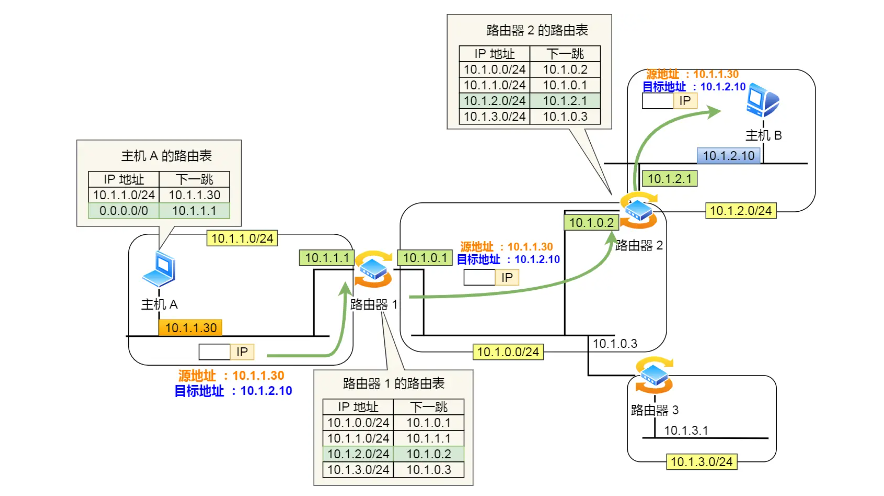 路由器 2 的路由表
IP 地址 下一跳
10.1.0.0/24 10.1.0.2
10.1.1.0/24 10.1.0.1
10.1.2.0/24 10.1.2.1
10.1.3.0/24 10.1.0.3
源地址 ：10.1.1.30
目标地址 ：10.1.2.10
IP
主机 B
10.1.2.10
10.1.2.1
10.1.2.0/24
主机 A 的路由表
IP 地址 下一跳
10.1.1.0/24 10.1.1.30
0.0.0.0/0 10.1.1.1
10.1.1.0/24
主机 A
10.1.1.30
10.1.1.1
路由器 1
10.1.0.1
IP
源地址 ：10.1.1.30
目标地址 ：10.1.2.10
源地址 ：10.1.1.30
目标地址 ：10.1.2.10
IP
10.1.0.2
路由器 2
10.1.0.0/24
10.1.0.3
路由器 1 的路由表
IP 地址 下一跳
10.1.0.0/24 10.1.0.1
10.1.1.0/24 10.1.1.1
10.1.2.0/24 10.1.0.2
10.1.3.0/24 10.1.0.3
路由器 3
10.1.3.1
10.1.3.0/24